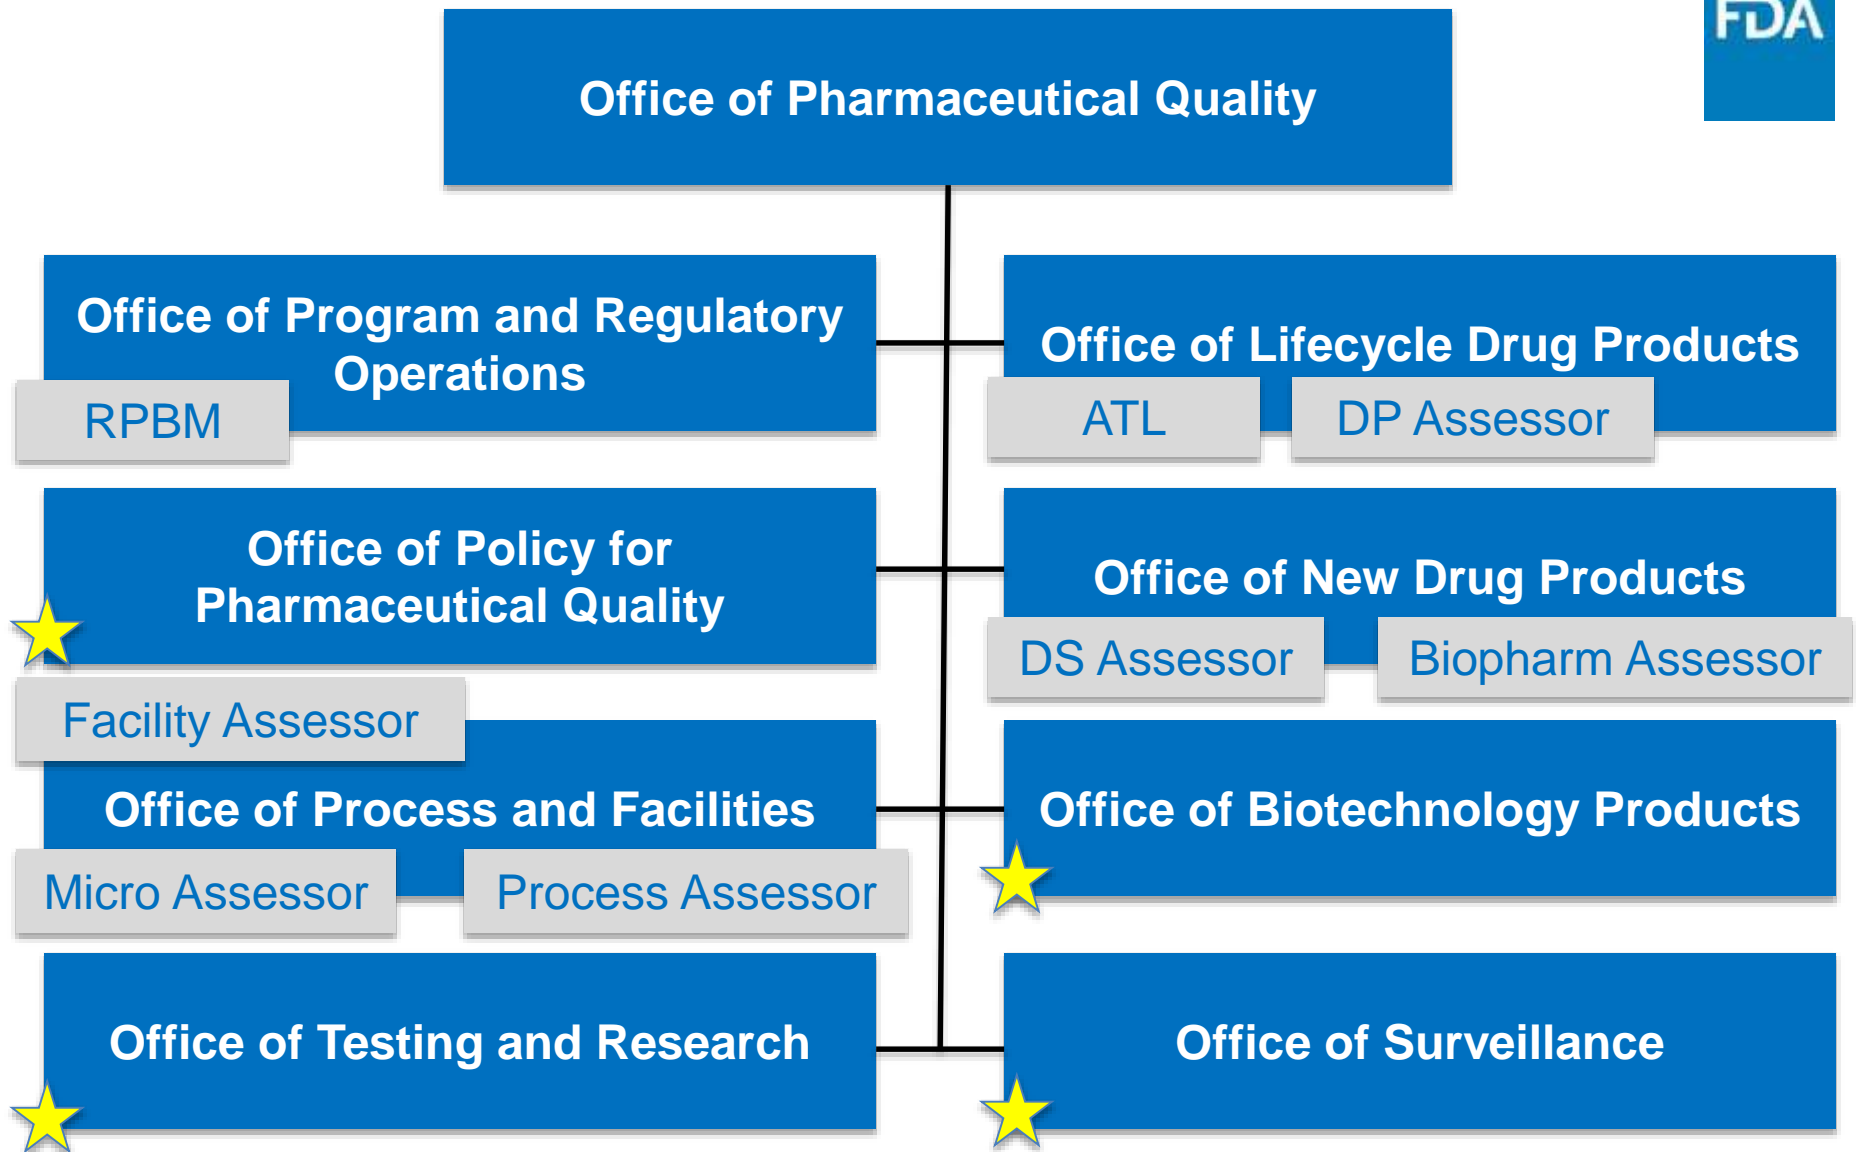 FDA
Office of Pharmaceutical Quality
Office of Program and Regulatory
Operations
RPBM
Office of Lifecycle Drug Products
ATL
DP Assessor
Office of Policy for
Pharmaceutical Quality
Office of New Drug Products
DS Assessor
Biopharm Assessor
Facility Assessor
Office of Process and Facilities
Micro Assessor
Process Assessor
Office of Biotechnology Products
Office of Testing and Research
Office of Surveillance